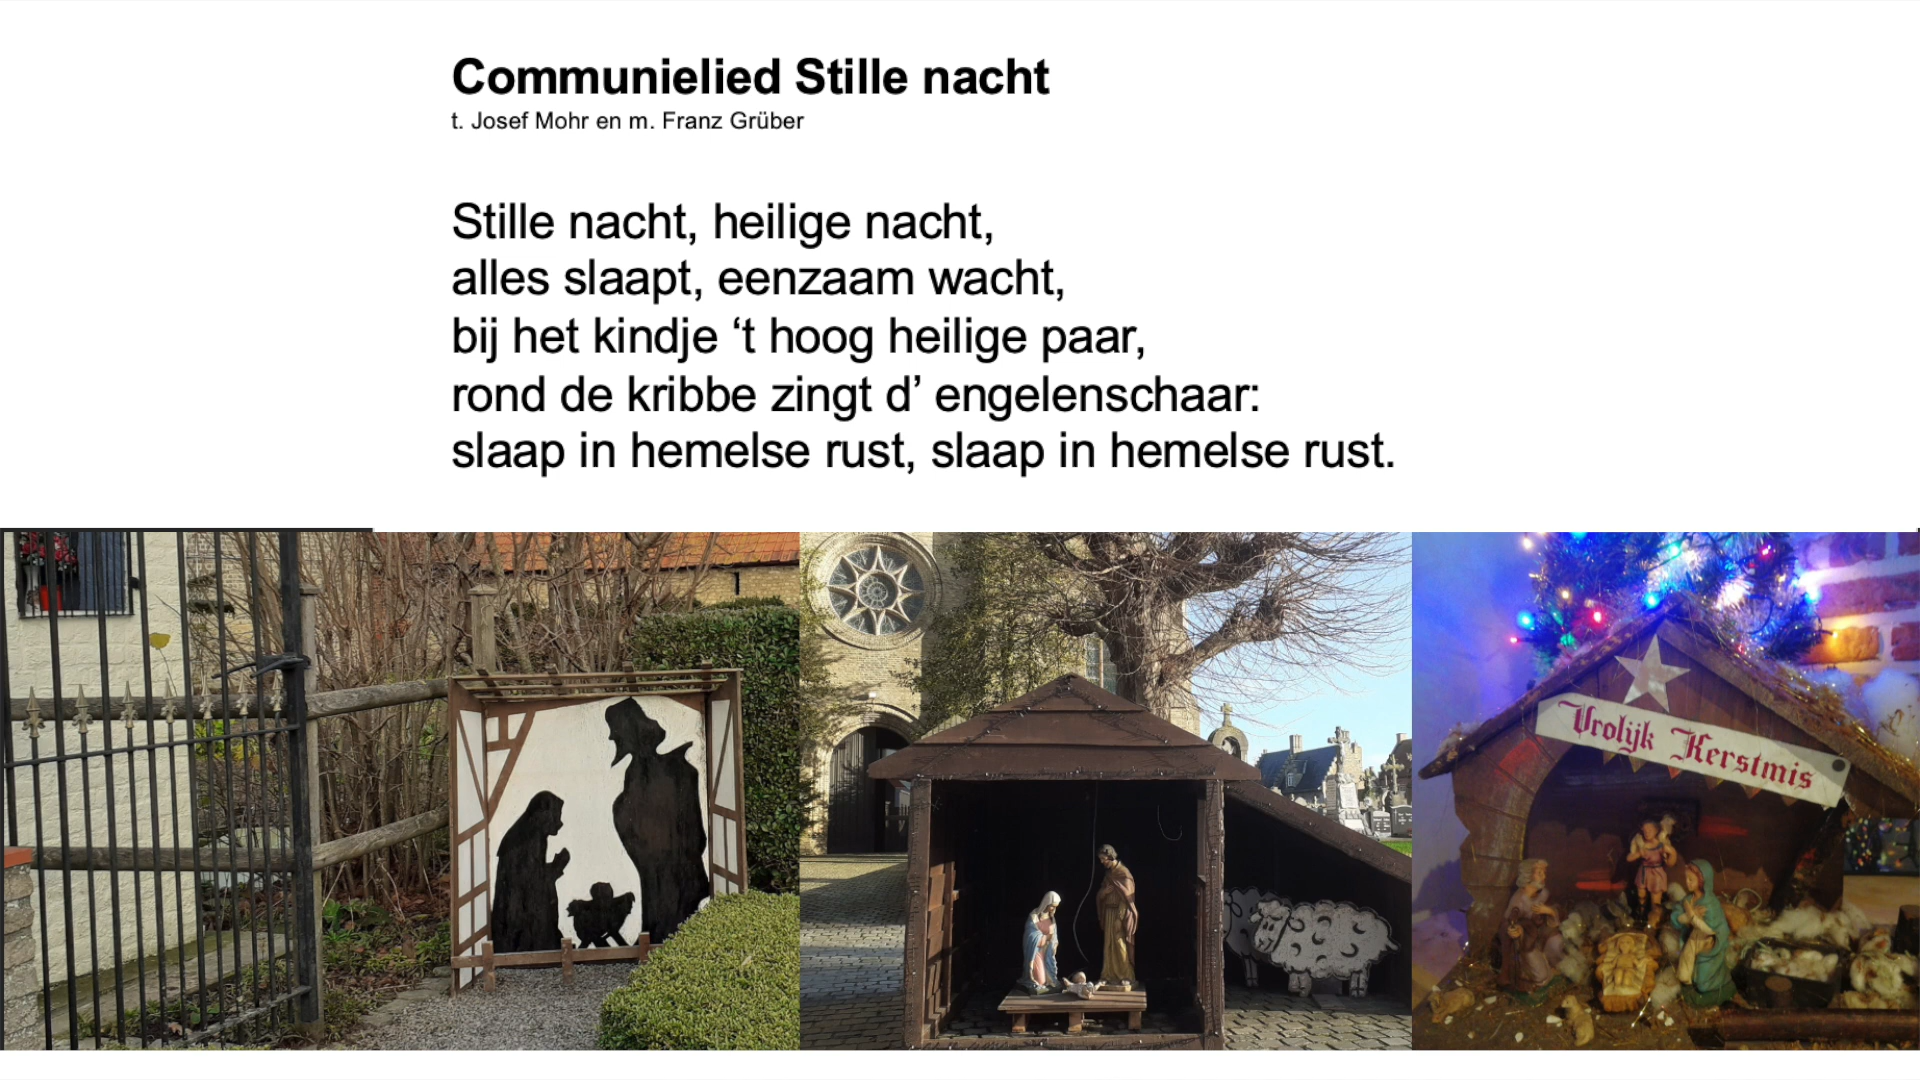 Communielied Stille nacht
t. Josef Mohr en m. Franz Grüber
Stille nacht, heilige nacht,
alles slaapt, eenzaam wacht,
bij het kindje ‘t hoog heilige paar,
rond de kribbe zingt d’ engelenschaar:
slaap in hemelse rust, slaap in hemelse rust.
Vrolijk Kerstmis